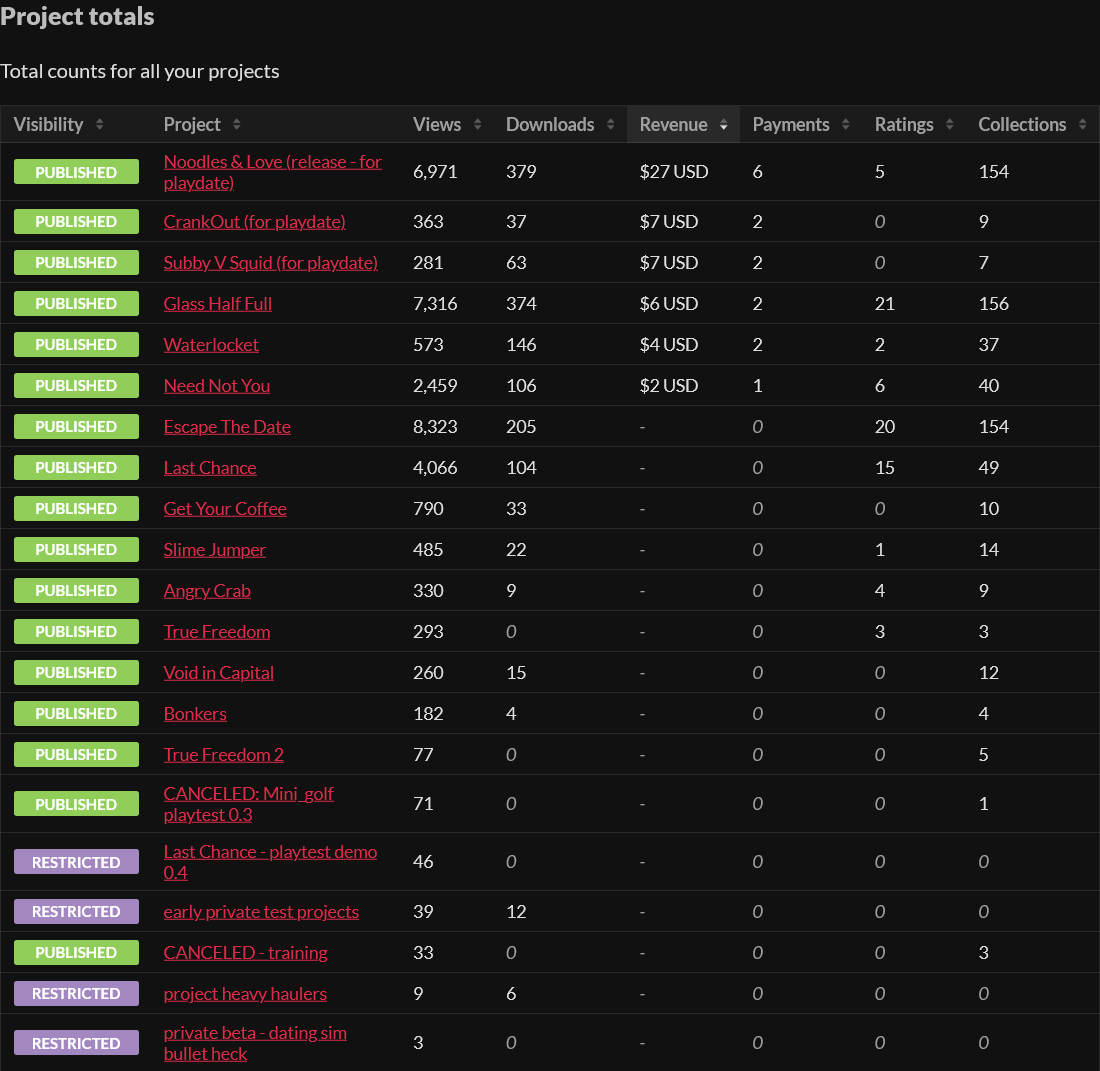 Project totals
Total counts for all your projects
Visibility Project Views Downloads Revenue Payments Ratings Collections
PUBLISHED Noodles & Love (release - for playdate) 6,971 379 $27 USD 6 5 154
PUBLISHED CrankOut (for playdate) 363 37 $7 USD 2 0 9
PUBLISHED Subby V Squid (for playdate) 281 63 $7 USD 2 0 7
PUBLISHED Glass Half Full 7,316 374 $6 USD 2 21 156
PUBLISHED Waterlocket 573 146 $4 USD 2 2 37
PUBLISHED Need Not You 2,459 106 $2 USD 1 6 40
PUBLISHED Escape The Date 8,323 205 - 0 20 154
PUBLISHED Last Chance 4,066 104 - 0 15 49
PUBLISHED Get Your Coffee 790 33 - 0 0 10
PUBLISHED Slime Jumper 485 22 - 0 1 14
PUBLISHED Angry Crab 330 9 - 0 4 9
PUBLISHED True Freedom 293 0 - 0 3 3
PUBLISHED Void in Capital 260 15 - 0 0 12
PUBLISHED Bonkers 182 4 - 0 0 4
PUBLISHED True Freedom 2 77 0 - 0 0 5
PUBLISHED CANCELED: Mini_golf playtest 0.3 71 0 - 0 0 1
RESTRICTED Last Chance - playtest demo 0.4 46 0 - 0 0 0
RESTRICTED early private test projects 39 12 - 0 0 0
PUBLISHED CANCELED - training 33 0 - 0 0 3
RESTRICTED project heavy haulers 9 6 - 0 0 0
RESTRICTED private beta - dating sim bullet heck 3 0 - 0 0 0